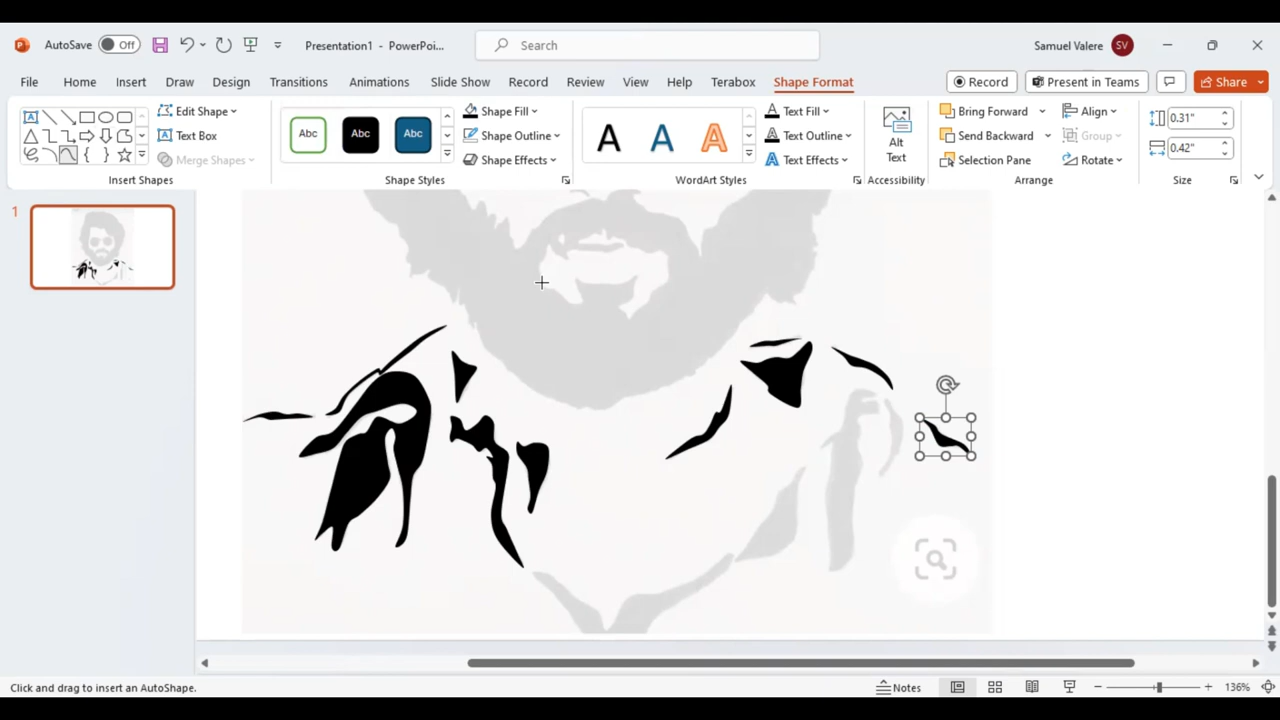 AutoSave Off Presentation1 - PowerPoi... Search Samuel Valere SV
File Home Insert Draw Design Transitions Animations Slide Show Record Review View Help Terabox Shape Format Record Present in Teams Share
Edit Shape
Text Box
Merge Shapes
Insert Shapes
Abc Abc Abc
Shape Fill
Shape Outline
Shape Effects
Shape Styles
A A A
Text Fill
Text Outline
Text Effects
WordArt Styles
Alt
Text
Accessibility
Bring Forward
Send Backward
Selection Pane
Align
Group
Rotate
Arrange
0.31"
0.42"
Size
1
Click and drag to insert an AutoShape. Notes 136%